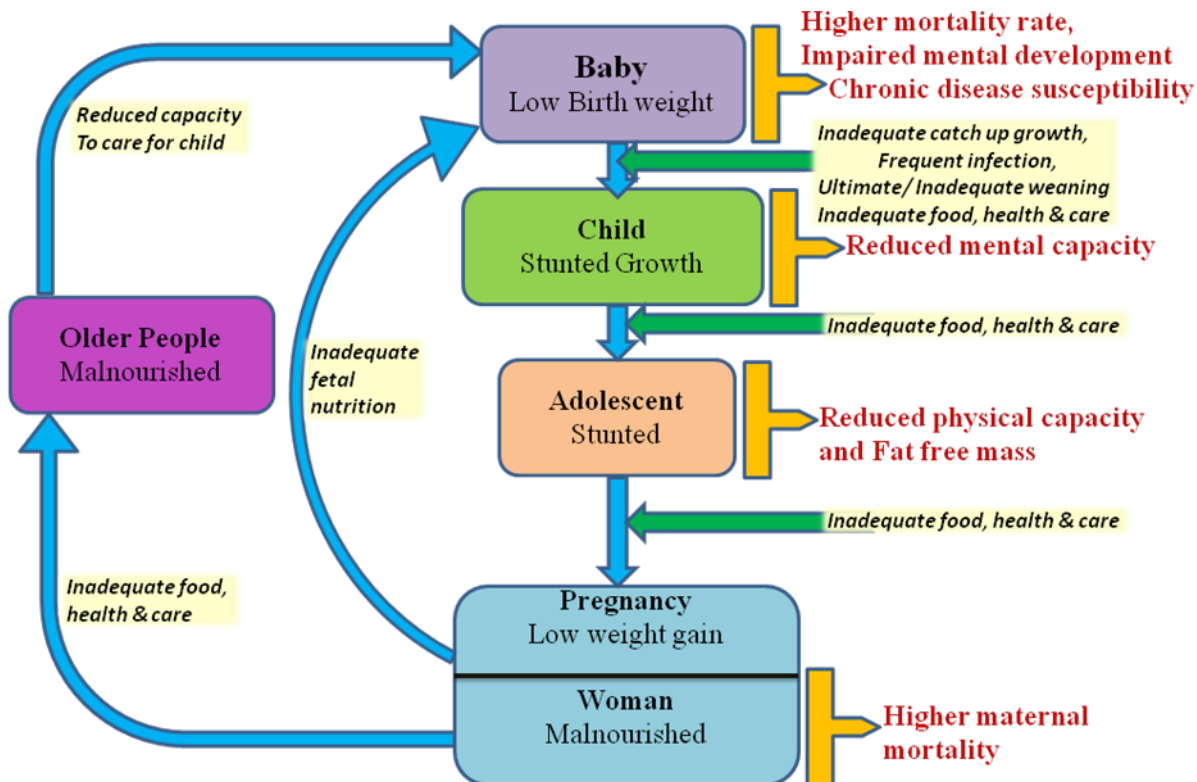 Higher mortality rate,
Impaired mental development
Chronic disease susceptibility
Baby
Low Birth weight
Reduced capacity
To care for child
Inadequate catch up growth,
Frequent infection,
Ultimate/ Inadequate weaning
Inadequate food, health & care
Child
Stunted Growth
Reduced mental capacity
Inadequate food, health & care
Older People
Malnourished
Inadequate
fetal
nutrition
Adolescent
Stunted
Reduced physical capacity
and Fat free mass
Inadequate food, health & care
Inadequate food,
health & care
Pregnancy
Low weight gain
Woman
Malnourished
Higher maternal
mortality